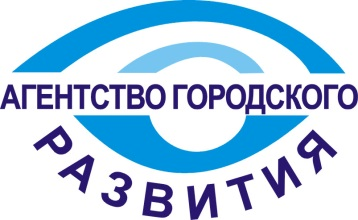 АГЕНТСТВО ГОРОДСКОГО
РАЗВИТИЯ